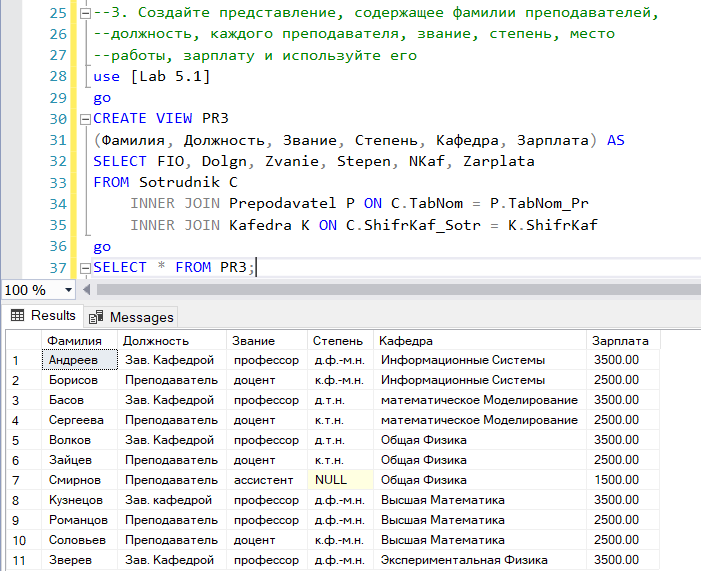 25 --3. Создайте представление, содержащее фамилии преподавателей,
26 --должность, каждого преподавателя, звание, степень, место
27 --работы, зарплату и используйте его
28 use [Lab 5.1]
29 go
30 CREATE VIEW PR3
31 (Фамилия, Должность, Звание, Степень, Кафедра, Зарплата) AS
32 SELECT FIO, Dolgn, Zvanie, Stepen, NKaf, Zarplata
33 FROM Sotrudnik C
34 INNER JOIN Prepodavatel P ON C.TabNom = P.TabNom_Pr
35 INNER JOIN Kafedra K ON C.ShifrKaf_Sotr = K.ShifrKaf
36 go
37 SELECT * FROM PR3;
100 %
Results Messages
Фамилия Должность Звание Степень Кафедра Зарплата
1 Андреев Зав. Кафедрой профессор д.ф.-м.н. Информационные Системы 3500.00
2 Борисов Преподаватель доцент к.ф.-м.н. Информационные Системы 2500.00
3 Басов Зав. Кафедрой профессор д.т.н. математическое Моделирование 3500.00
4 Сергеева Преподаватель доцент к.т.н. математическое Моделирование 2500.00
5 Волков Зав. Кафедрой профессор д.т.н. Общая Физика 3500.00
6 Зайцев Преподаватель доцент к.т.н. Общая Физика 2500.00
7 Смирнов Преподаватель ассистент NULL Общая Физика 1500.00
8 Кузнецов Зав. кафедрой профессор д.ф.-м.н. Высшая Математика 3500.00
9 Романцов Преподаватель профессор д.ф.-м.н. Высшая Математика 2500.00
10 Соловьев Преподаватель доцент к.ф.-м.н. Высшая Математика 2500.00
11 Зверев Зав. Кафедрой профессор д.ф.-м.н. Экспериментальная Физика 3500.00